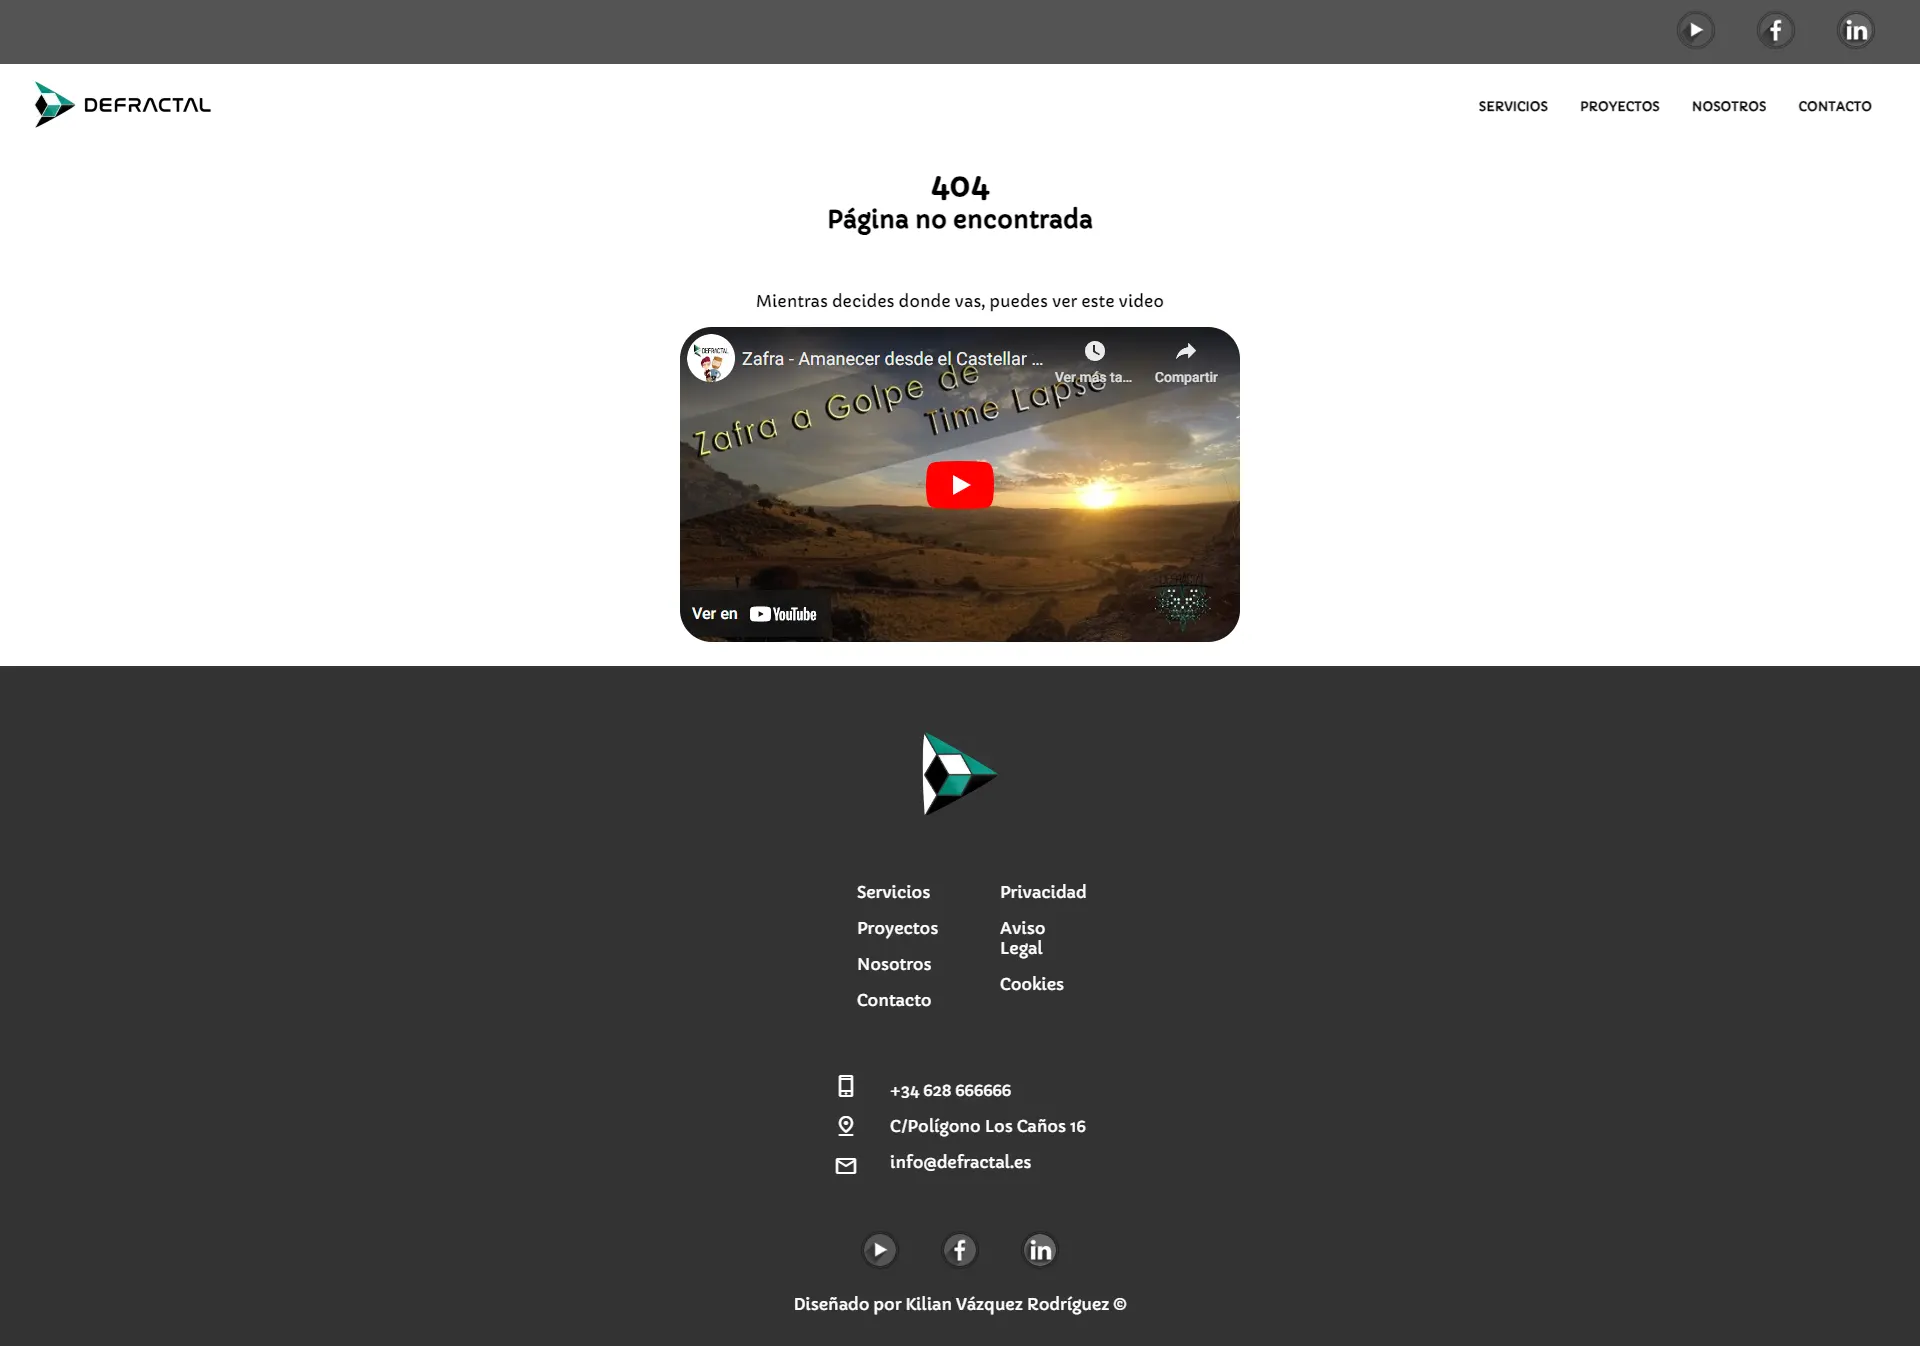 DEFRACTAL
SERVICIOS
PROYECTOS
NOSOTROS
CONTACTO
404
Página no encontrada
Mientras decides donde vas, puedes ver este video
DEFRACTAL
Zafra - Amanecer desde el Castellar ...
Ver más ta...
Compartir
Zafra a Golpe de
Time Lapse
Ver en YouTube
Servicios
Proyectos
Nosotros
Contacto
Privacidad
Aviso
Legal
Cookies
+34 628 666666
C/Polígono Los Caños 16
info@defractal.es
Diseñado por Kilian Vázquez Rodríguez ©